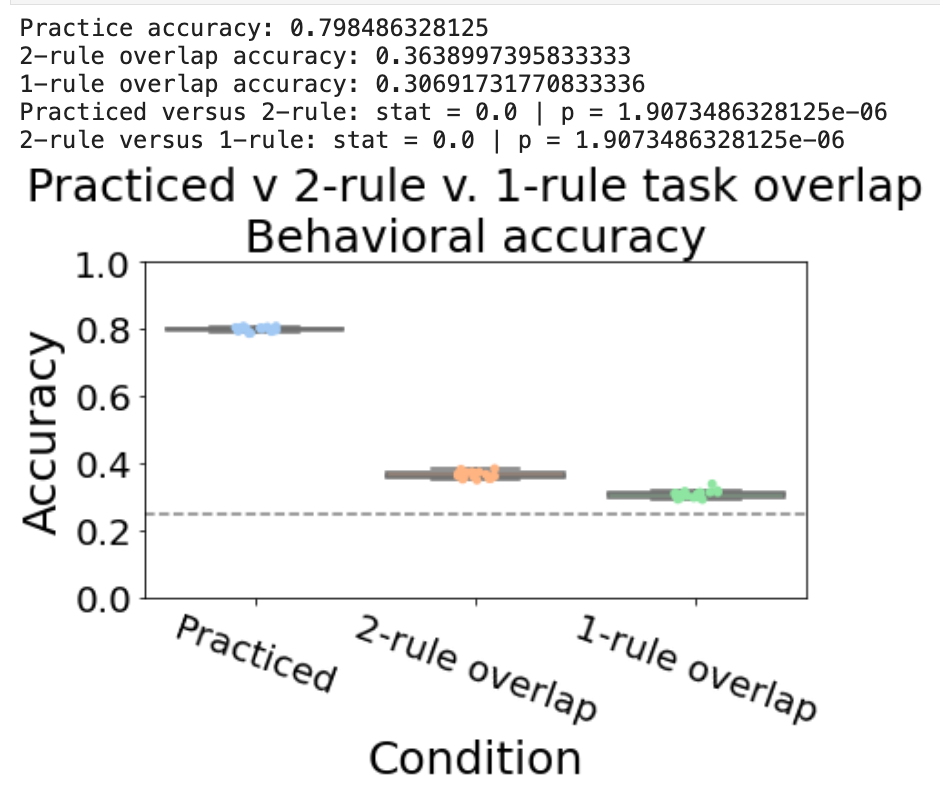 Practice accuracy: 0.798486328125
2-rule overlap accuracy: 0.3638997395833333
1-rule overlap accuracy: 0.30691731770833336
Practiced versus 2-rule: stat = 0.0 | p = 1.9073486328125e-06
2-rule versus 1-rule: stat = 0.0 | p = 1.9073486328125e-06
Practiced v 2-rule v. 1-rule task overlap
Behavioral accuracy
1.0
0.8
0.6
0.4
0.2
0.0
Accuracy
Practiced
2-rule overlap
1-rule overlap
Condition